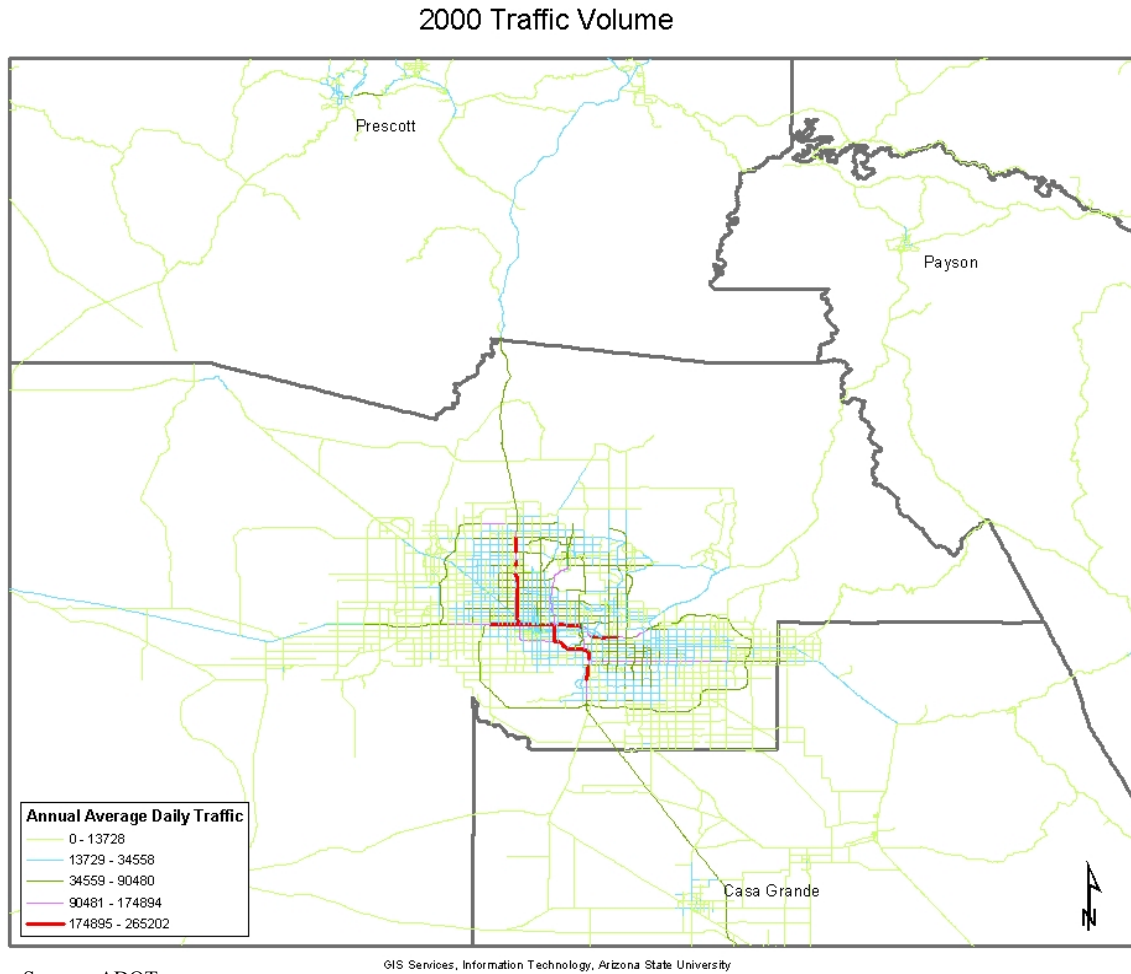 2000 Traffic Volume
Prescott
Payson
Annual Average Daily Traffic
0 - 13728
13729 - 34558
34559 - 90480
90481 - 174894
174895 - 265202
Casa Grande
N
GIS Services, Information Technology, Arizona State University